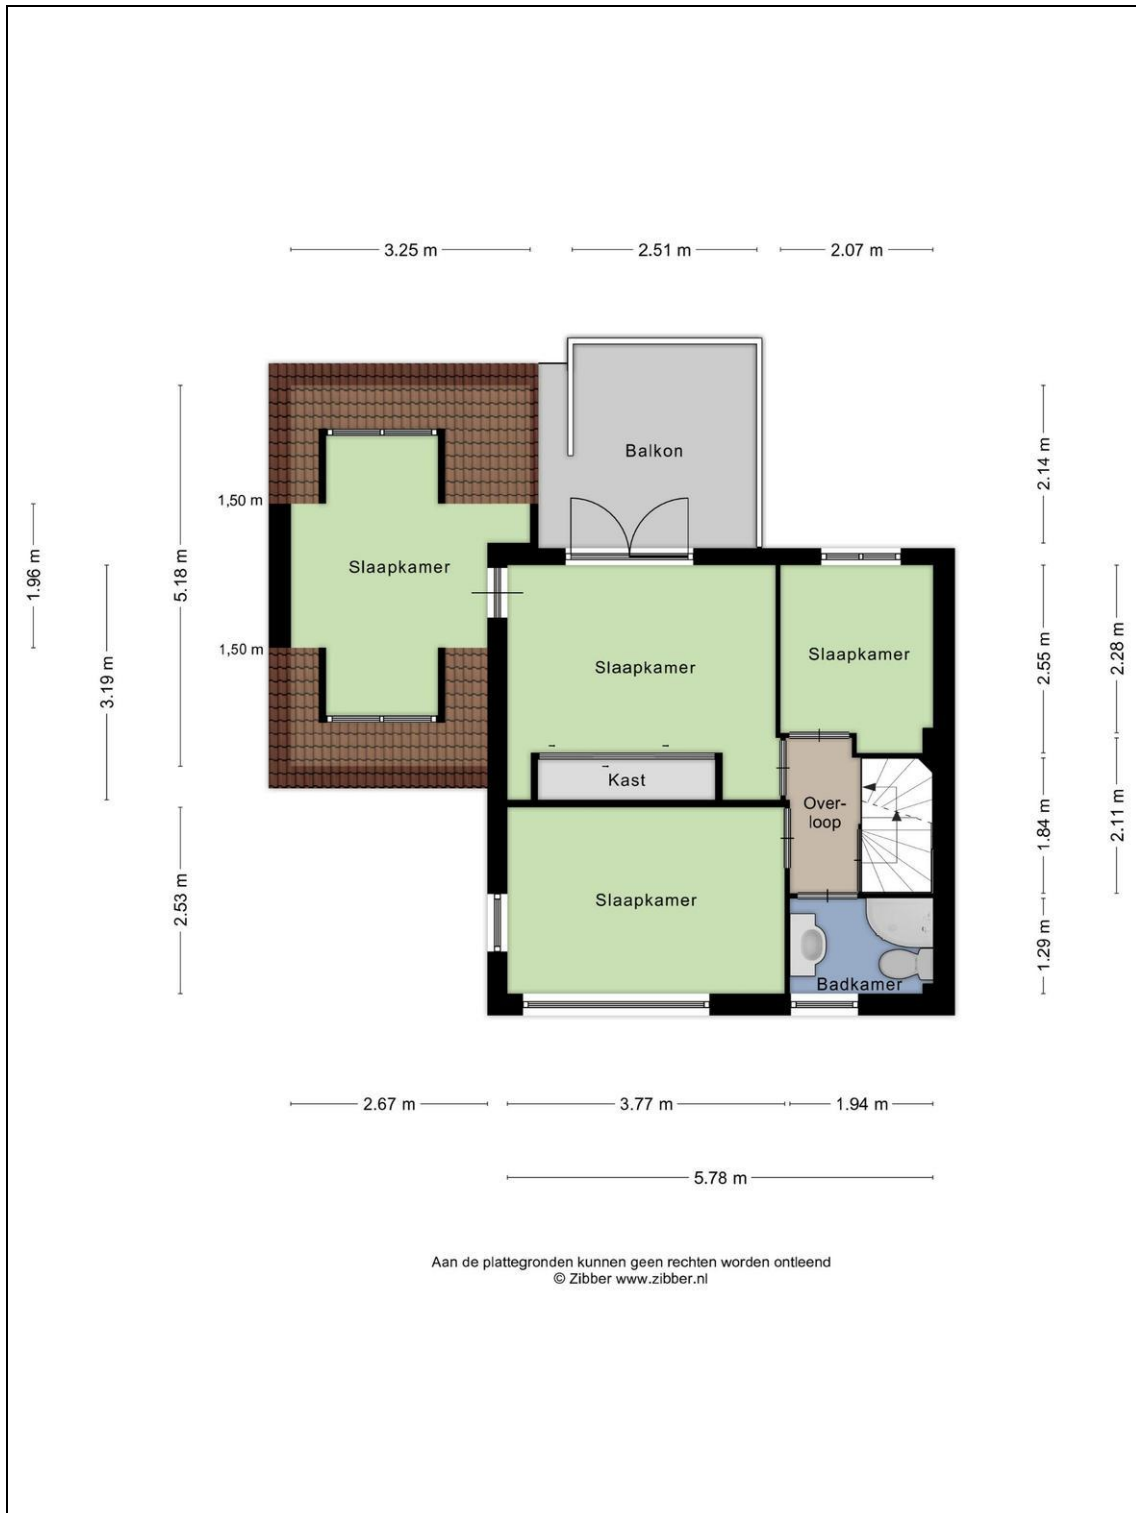 3.25 m
2.51 m
2.07 m
Balkon
2.14 m
1,50 m
1.96 m
5.18 m
Slaapkamer
1,50 m
3.19 m
Slaapkamer
Slaapkamer
2.55 m
2.28 m
Kast
Over-
loop
1.84 m
2.11 m
2.53 m
Slaapkamer
1.29 m
Badkamer
2.67 m
3.77 m
1.94 m
5.78 m
Aan de plattegronden kunnen geen rechten worden ontleend
© Zibber www.zibber.nl